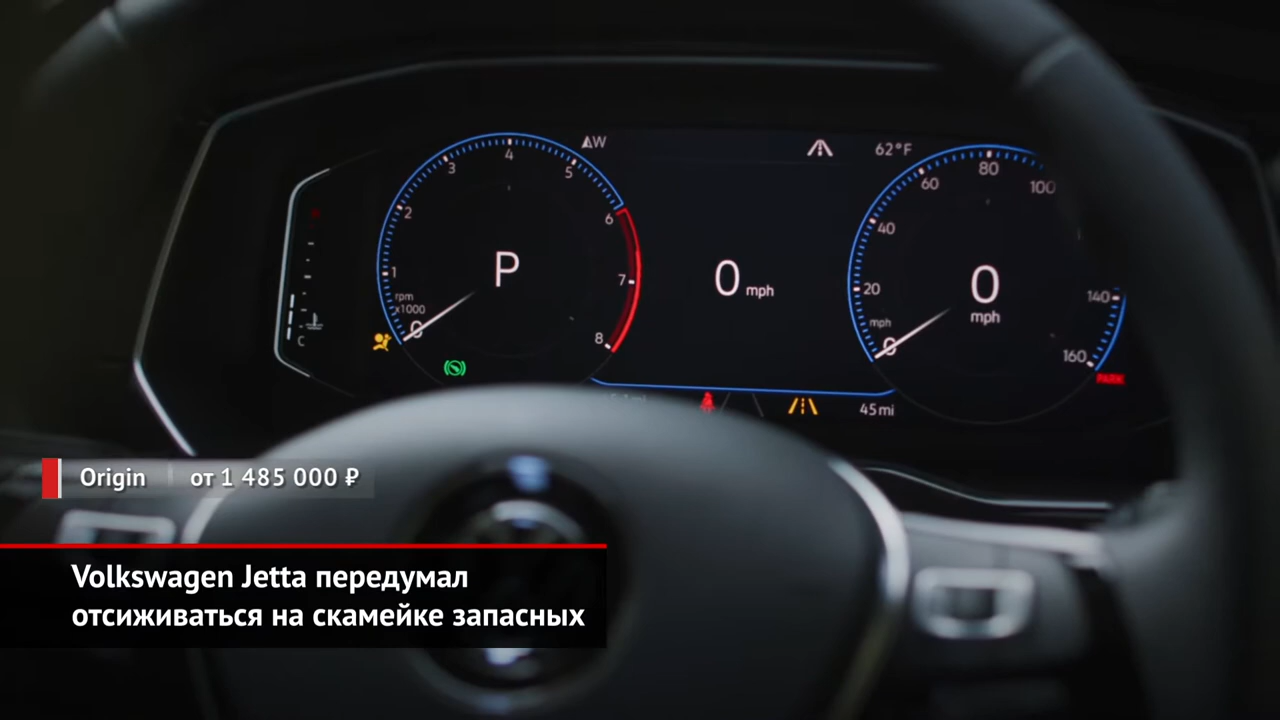 W
62°F
4
3
5
2
6
1
7
rpm
x1000
0
8
P
0 mph
80
60
100
40
20
140
mph
0
160
0
mph
C
PARK
45 mi
Origin от 1 485 000 ₽
Volkswagen Jetta передумал
отсиживаться на скамейке запасных